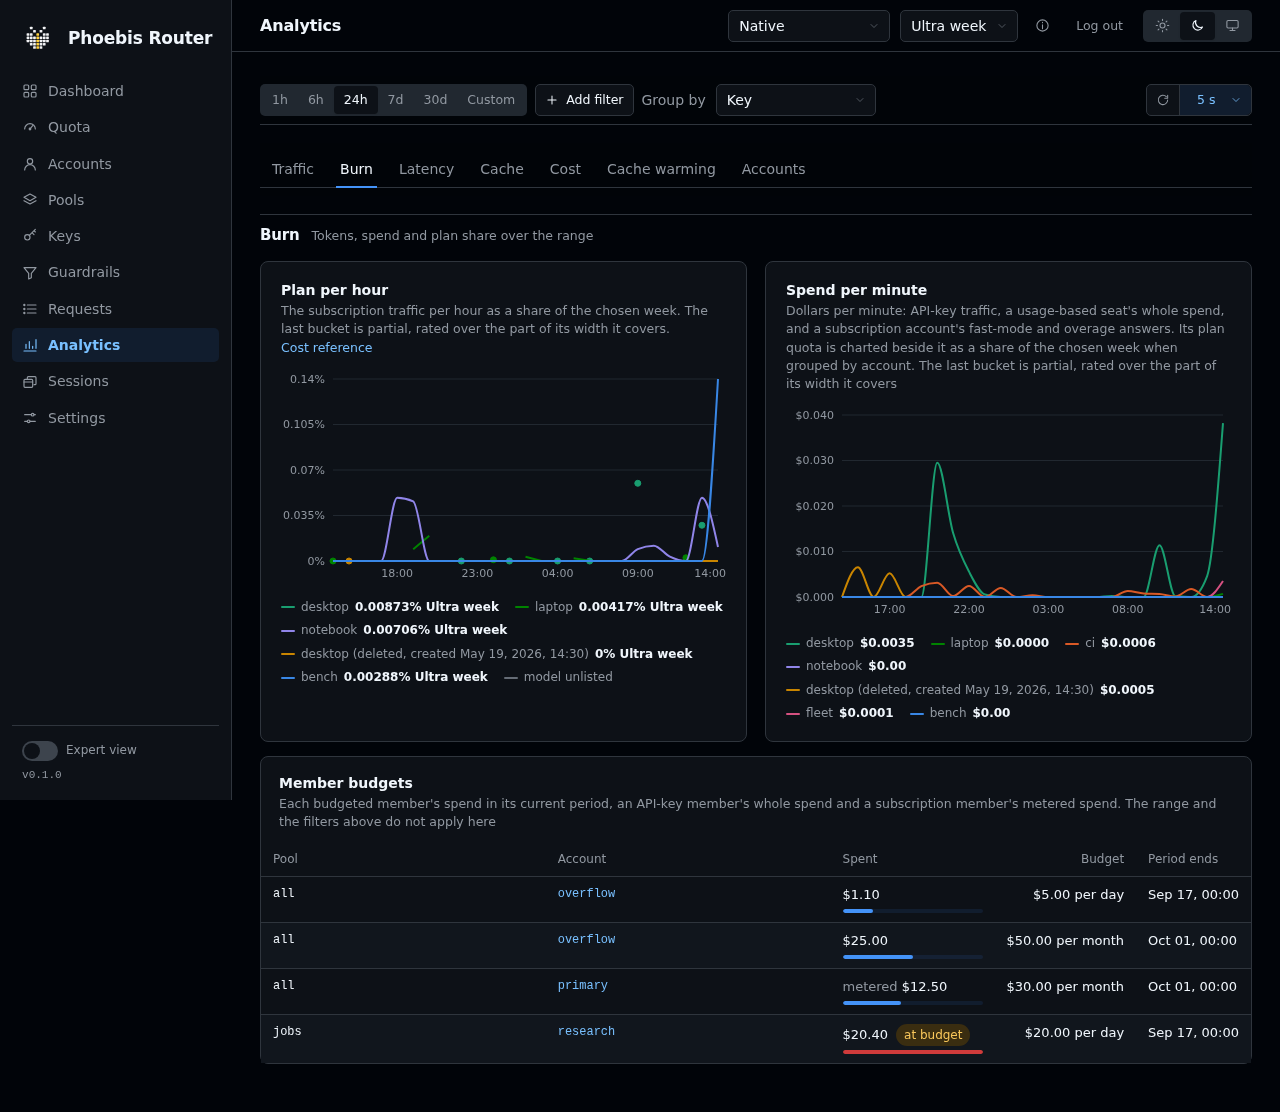 Phoebis Router
Dashboard
Quota
Accounts
Pools
Keys
Guardrails
Requests
Analytics
Sessions
Settings
Expert view
v0.1.0
Analytics
Native
Ultra week
Log out
1h 6h 24h 7d 30d Custom
Add filter
Group by
Key
5 s
Traffic Burn Latency Cache Cost Cache warming Accounts
Burn Tokens, spend and plan share over the range
Plan per hour
The subscription traffic per hour as a share of the chosen week. The
last bucket is partial, rated over the part of its width it covers.
Cost reference
0.14%
0.105%
0.07%
0.035%
0%
18:00 23:00 04:00 09:00 14:00
desktop 0.00873% Ultra week laptop 0.00417% Ultra week
notebook 0.00706% Ultra week
desktop (deleted, created May 19, 2026, 14:30) 0% Ultra week
bench 0.00288% Ultra week model unlisted
Spend per minute
Dollars per minute: API-key traffic, a usage-based seat's whole spend,
and a subscription account's fast-mode and overage answers. Its plan
quota is charted beside it as a share of the chosen week when
grouped by account. The last bucket is partial, rated over the part of
its width it covers
$0.040
$0.030
$0.020
$0.010
$0.000
17:00 22:00 03:00 08:00 14:00
desktop $0.0035 laptop $0.0000 ci $0.0006
notebook $0.00
desktop (deleted, created May 19, 2026, 14:30) $0.0005
fleet $0.0001 bench $0.00
Member budgets
Each budgeted member's spend in its current period, an API-key member's whole spend and a subscription member's metered spend. The range and
the filters above do not apply here
Pool Account Spent Budget Period ends
all overflow $1.10 $5.00 per day Sep 17, 00:00
all overflow $25.00 $50.00 per month Oct 01, 00:00
all primary metered $12.50 $30.00 per month Oct 01, 00:00
jobs research $20.40 at budget $20.00 per day Sep 17, 00:00